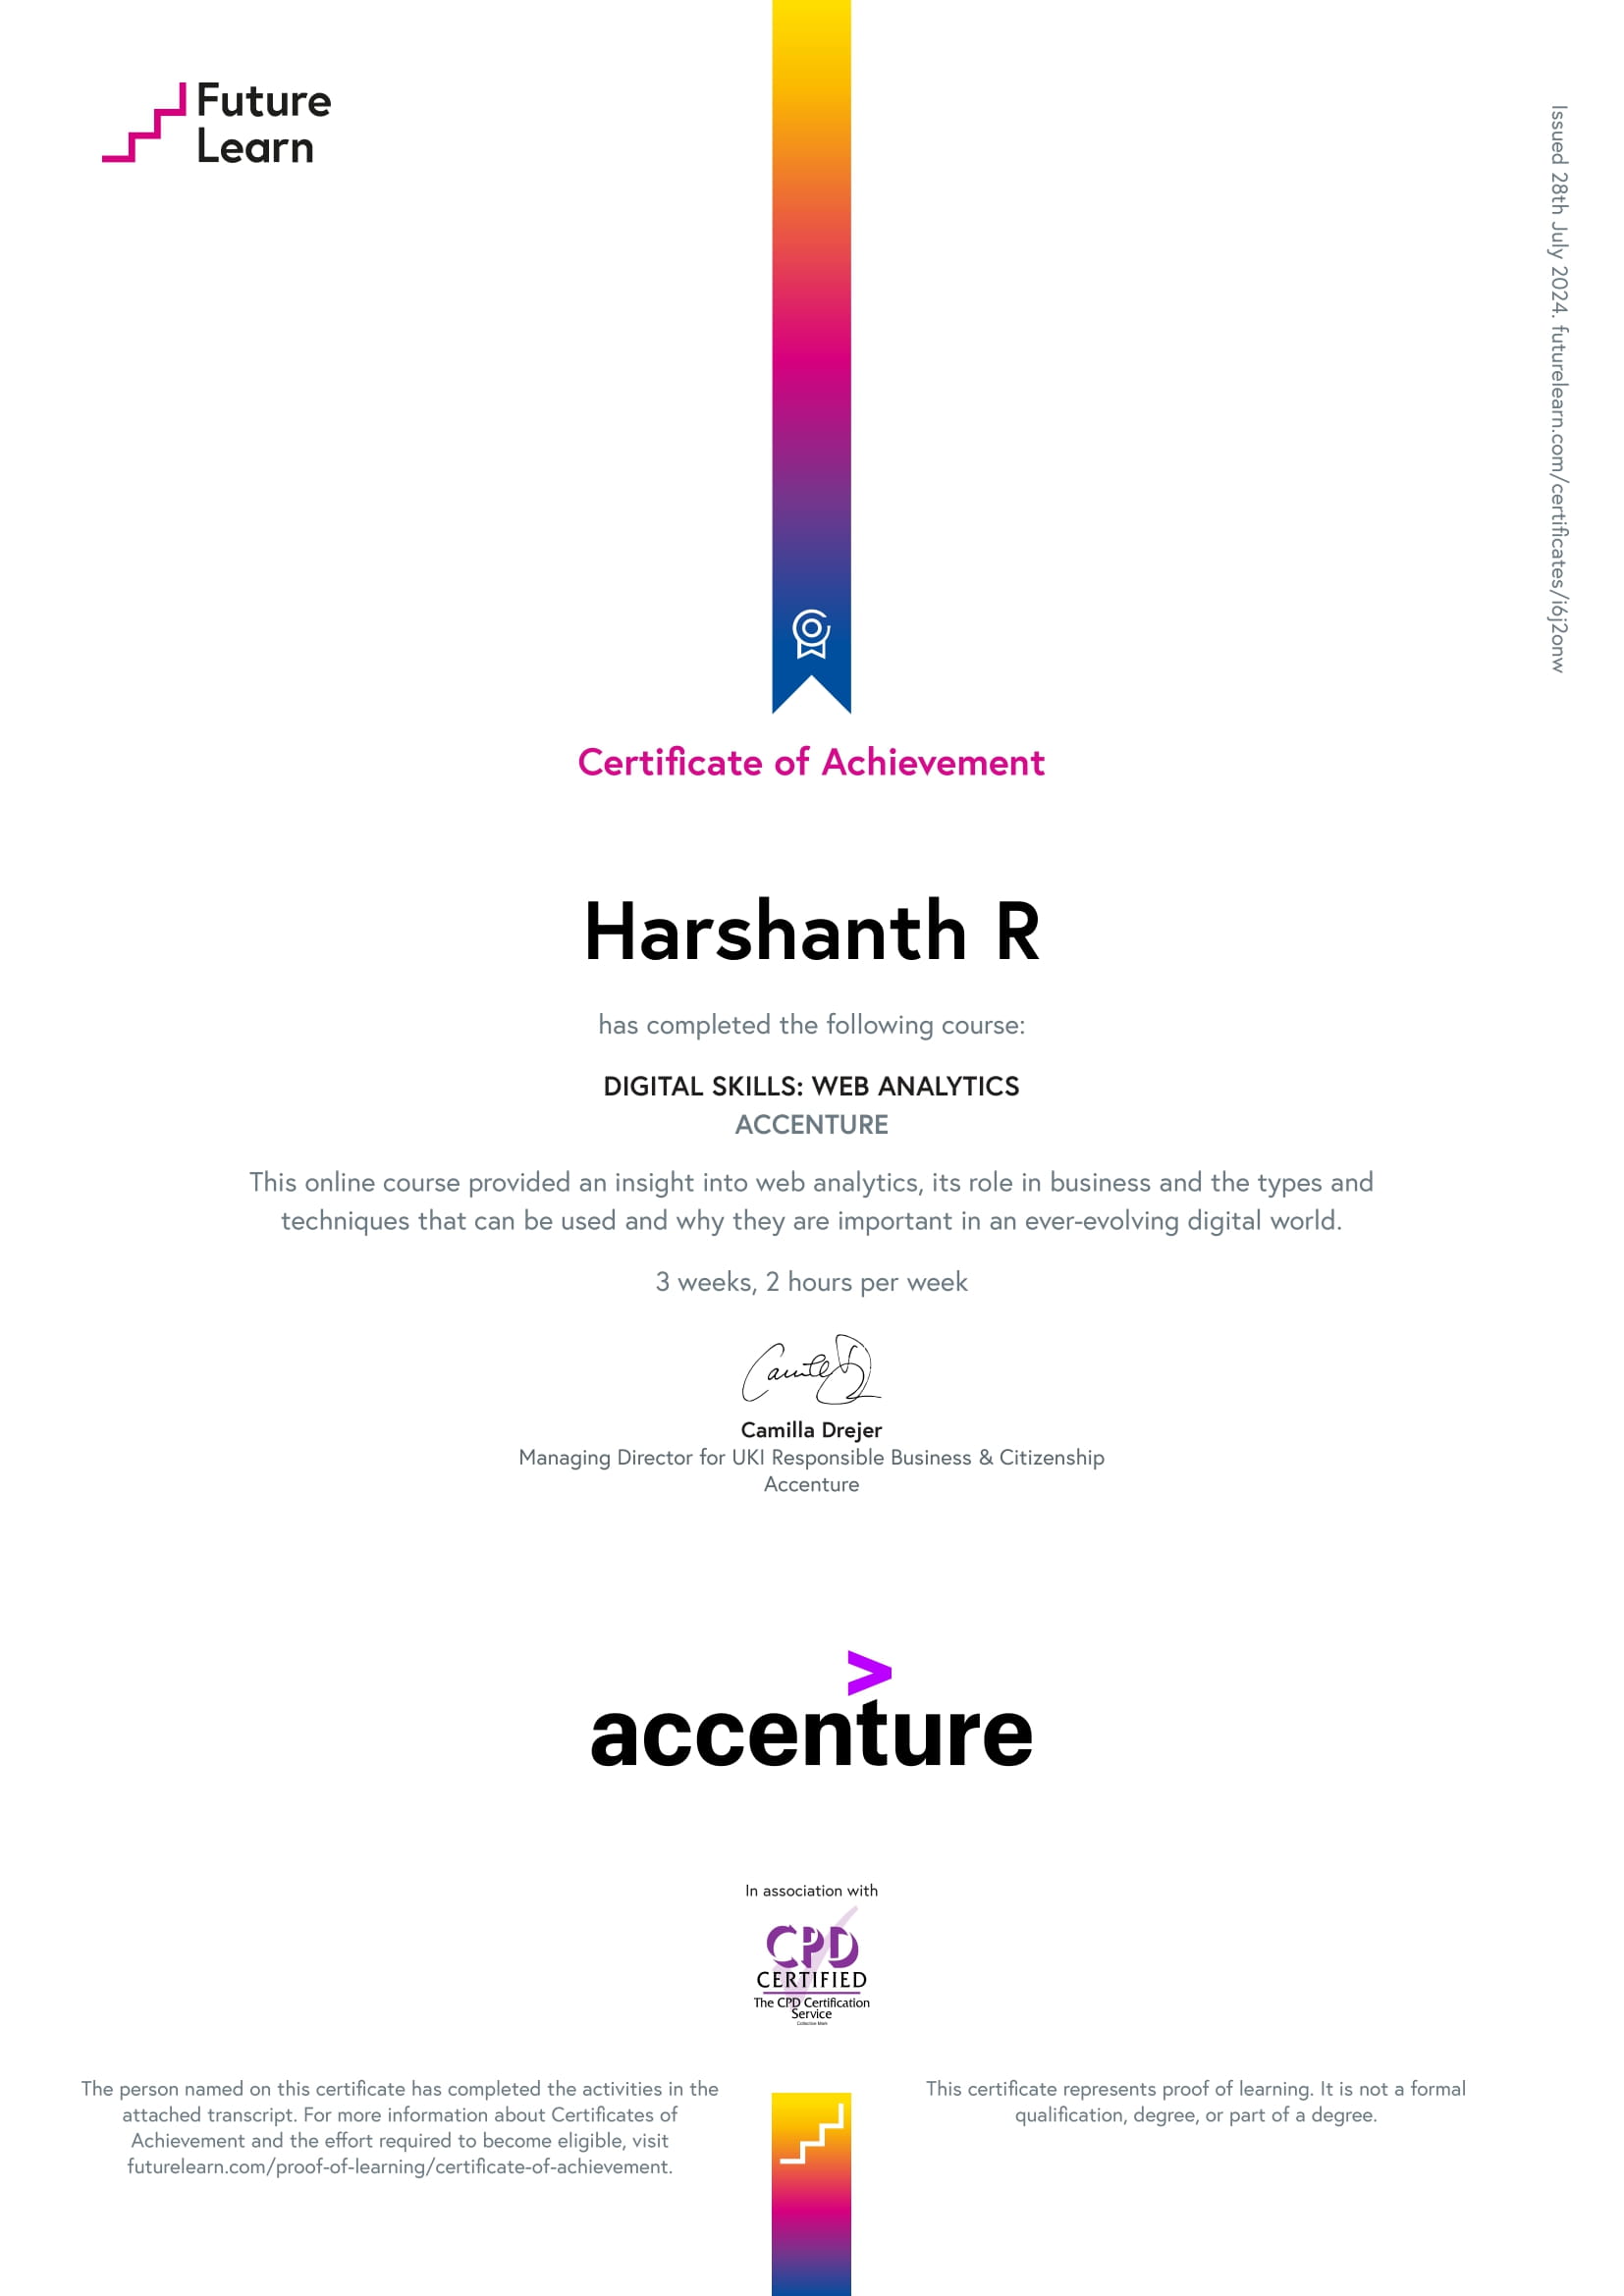 Future
Learn
Issued 28th July 2024. futurelearn.com/certificates/i6j2onw
Certificate of Achievement
Harshanth R
has completed the following course:
DIGITAL SKILLS: WEB ANALYTICS
ACCENTURE
This online course provided an insight into web analytics, its role in business and the types and
techniques that can be used and why they are important in an ever-evolving digital world.
3 weeks, 2 hours per week
Camilla Drejer
Managing Director for UKI Responsible Business & Citizenship
Accenture
accenture
In association with
CPD
CERTIFIED
The CPD Certification
Service
Collective Mark
The person named on this certificate has completed the activities in the
attached transcript. For more information about Certificates of
Achievement and the effort required to become eligible, visit
futurelearn.com/proof-of-learning/certificate-of-achievement.
This certificate represents proof of learning. It is not a formal
qualification, degree, or part of a degree.